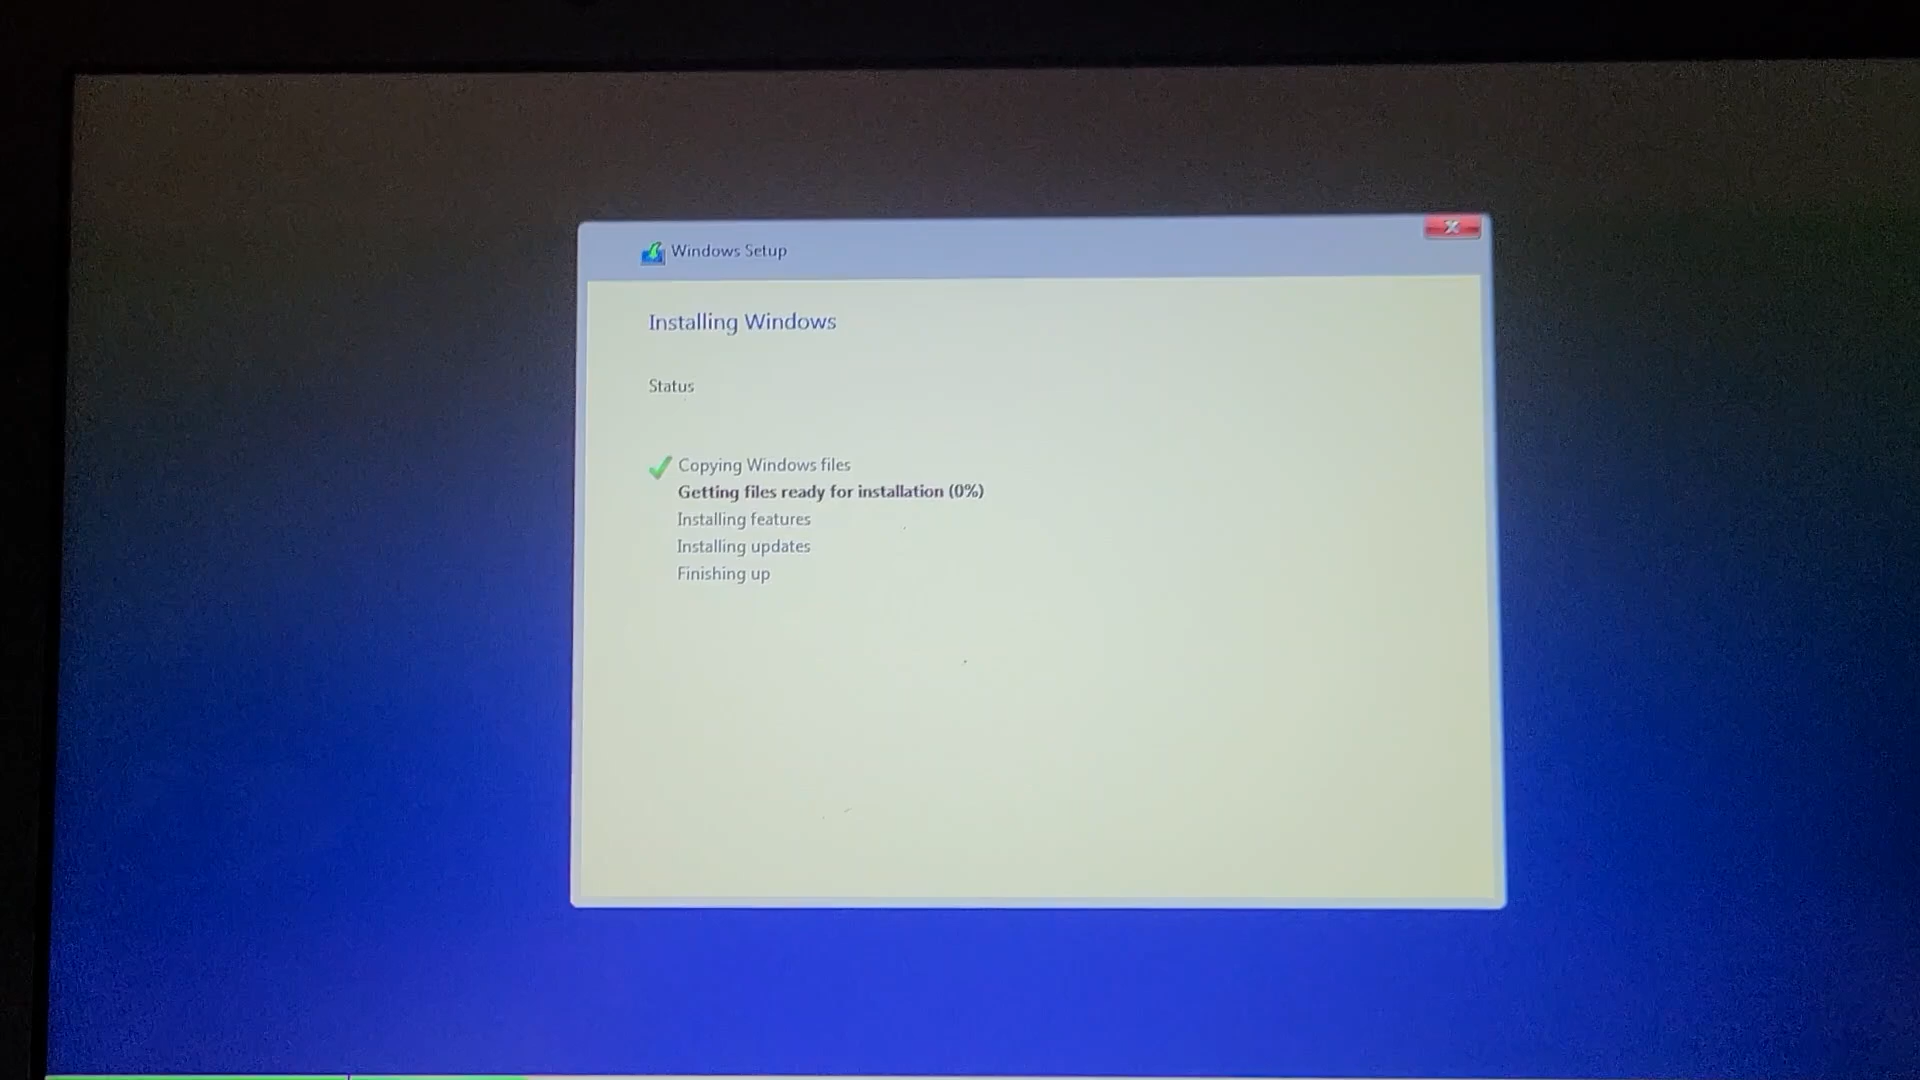 Windows Setup
Installing Windows
Status
Copying Windows files
Getting files ready for installation (0%)
Installing features
Installing updates
Finishing up